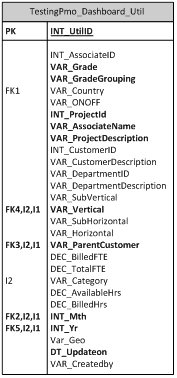 TestingPmo_Dashboard_Util
PK INT_UtilID
INT_AssociateID
VAR_Grade
VAR_GradeGrouping
FK1 VAR_Country
VAR_ONOFF
INT_ProjectId
VAR_AssociateName
VAR_ProjectDescription
INT_CustomerID
VAR_CustomerDescription
VAR_DepartmentID
VAR_DepartmentDescription
VAR_SubVertical
FK4,I2,I1 VAR_Vertical
VAR_SubHorizontal
VAR_Horizontal
FK3,I2,I1 VAR_ParentCustomer
DEC_BilledFTE
DEC_TotalFTE
I2 VAR_Category
DEC_AvailableHrs
DEC_BilledHrs
FK2,I2,I1 INT_Mth
FK5,I2,I1 INT_Yr
Var_Geo
DT_Updateon
VAR_Createdby